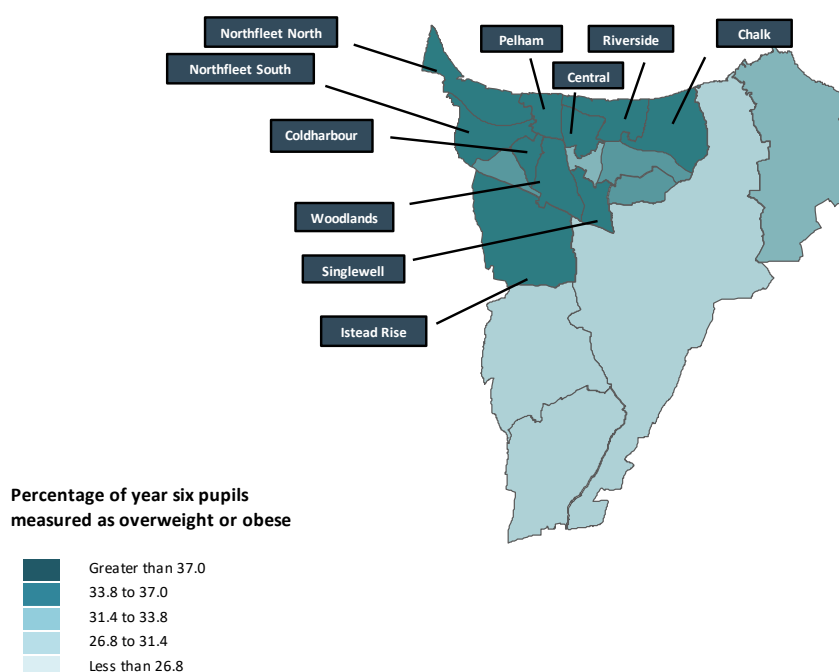 Northfleet North
Pelham
Riverside
Chalk
Northfleet South
Central
Coldharbour
Woodlands
Singlewell
Istead Rise
Percentage of year six pupils
measured as overweight or obese
Greater than 37.0
33.8 to 37.0
31.4 to 33.8
26.8 to 31.4
Less than 26.8